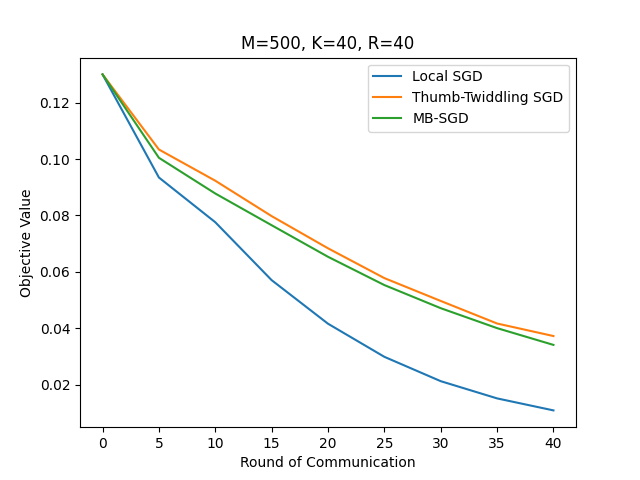 M=500, K=40, R=40
Local SGD
Thumb-Twiddling SGD
MB-SGD
Objective Value
0.12
0.10
0.08
0.06
0.04
0.02
0 5 10 15 20 25 30 35 40
Round of Communication